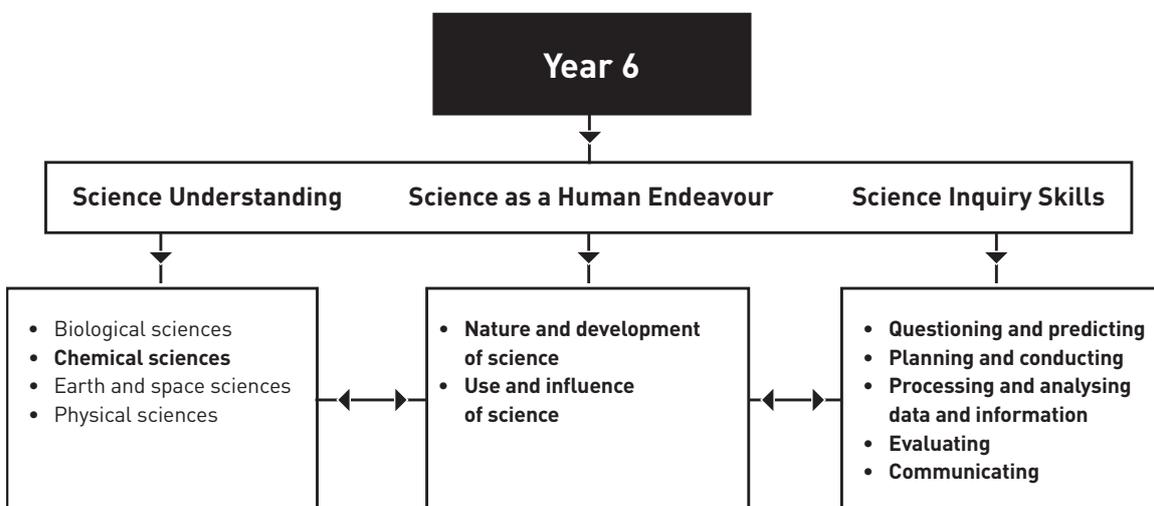 Year 6
Science Understanding
Science as a Human Endeavour
Science Inquiry Skills
• Biological sciences
• Chemical sciences
• Earth and space sciences
• Physical sciences
• Nature and development
of science
• Use and influence
of science
• Questioning and predicting
• Planning and conducting
• Processing and analysing
data and information
• Evaluating
• Communicating